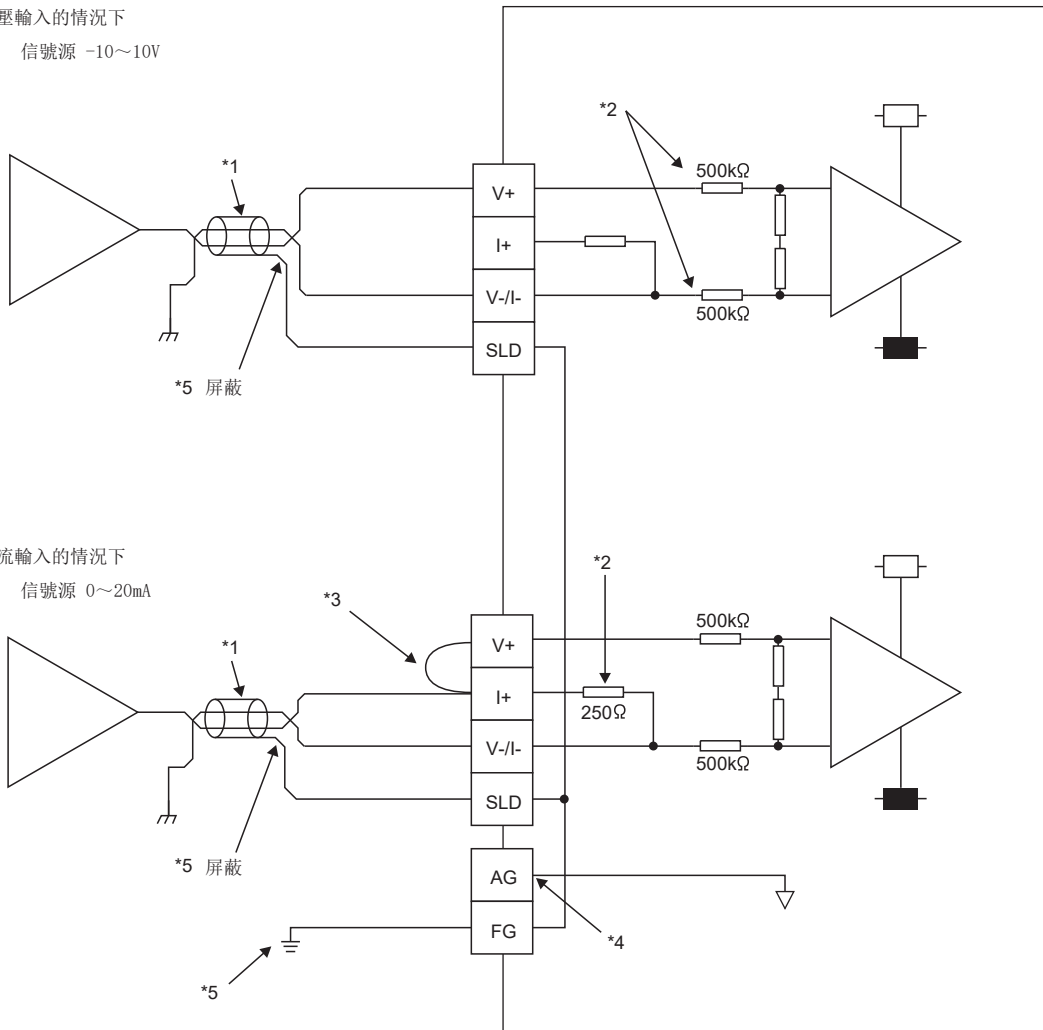 壓輸入的情況下
信號源 -10～10V
*2
500kΩ
*1
V+
I+
V-/I-
500kΩ
SLD
*5 屏蔽
流輸入的情況下
信號源 0～20mA
*2
*3
500kΩ
*1
V+
I+
250Ω
V-/I-
500kΩ
SLD
*5 屏蔽
AG
FG
*4
*5